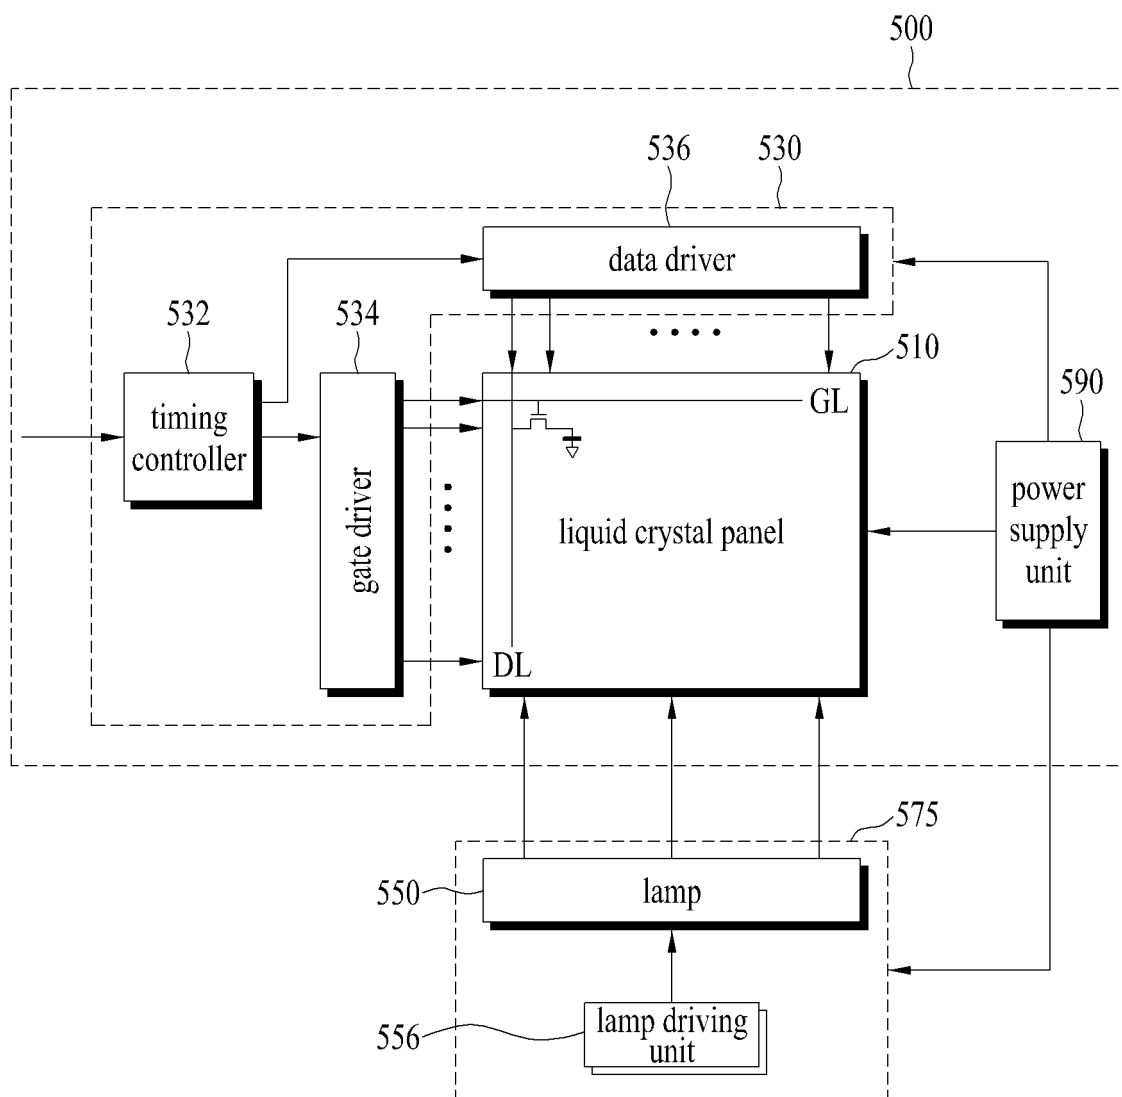 500
536
530
data driver
532
534
510
590
timing
controller
GL
gate driver
power
supply
unit
liquid crystal panel
DL
575
550
lamp
556
lamp driving
unit